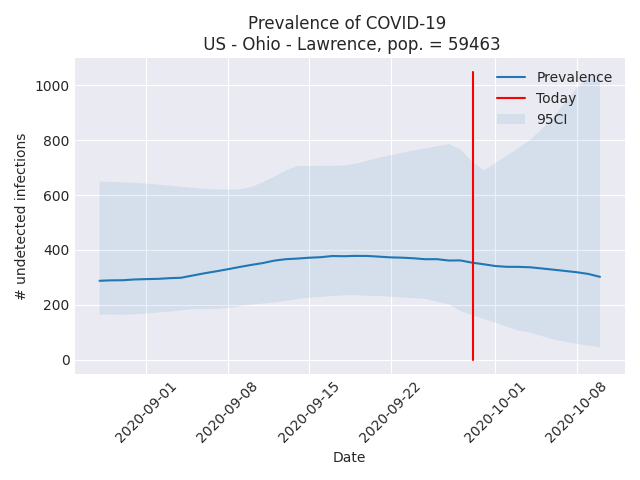 Prevalence of COVID-19
US - Ohio - Lawrence, pop. = 59463
Prevalence
Today
95CI
# undetected infections
1000
800
600
400
200
0
2020-09-01
2020-09-08
2020-09-15
2020-09-22
2020-10-01
2020-10-08
Date